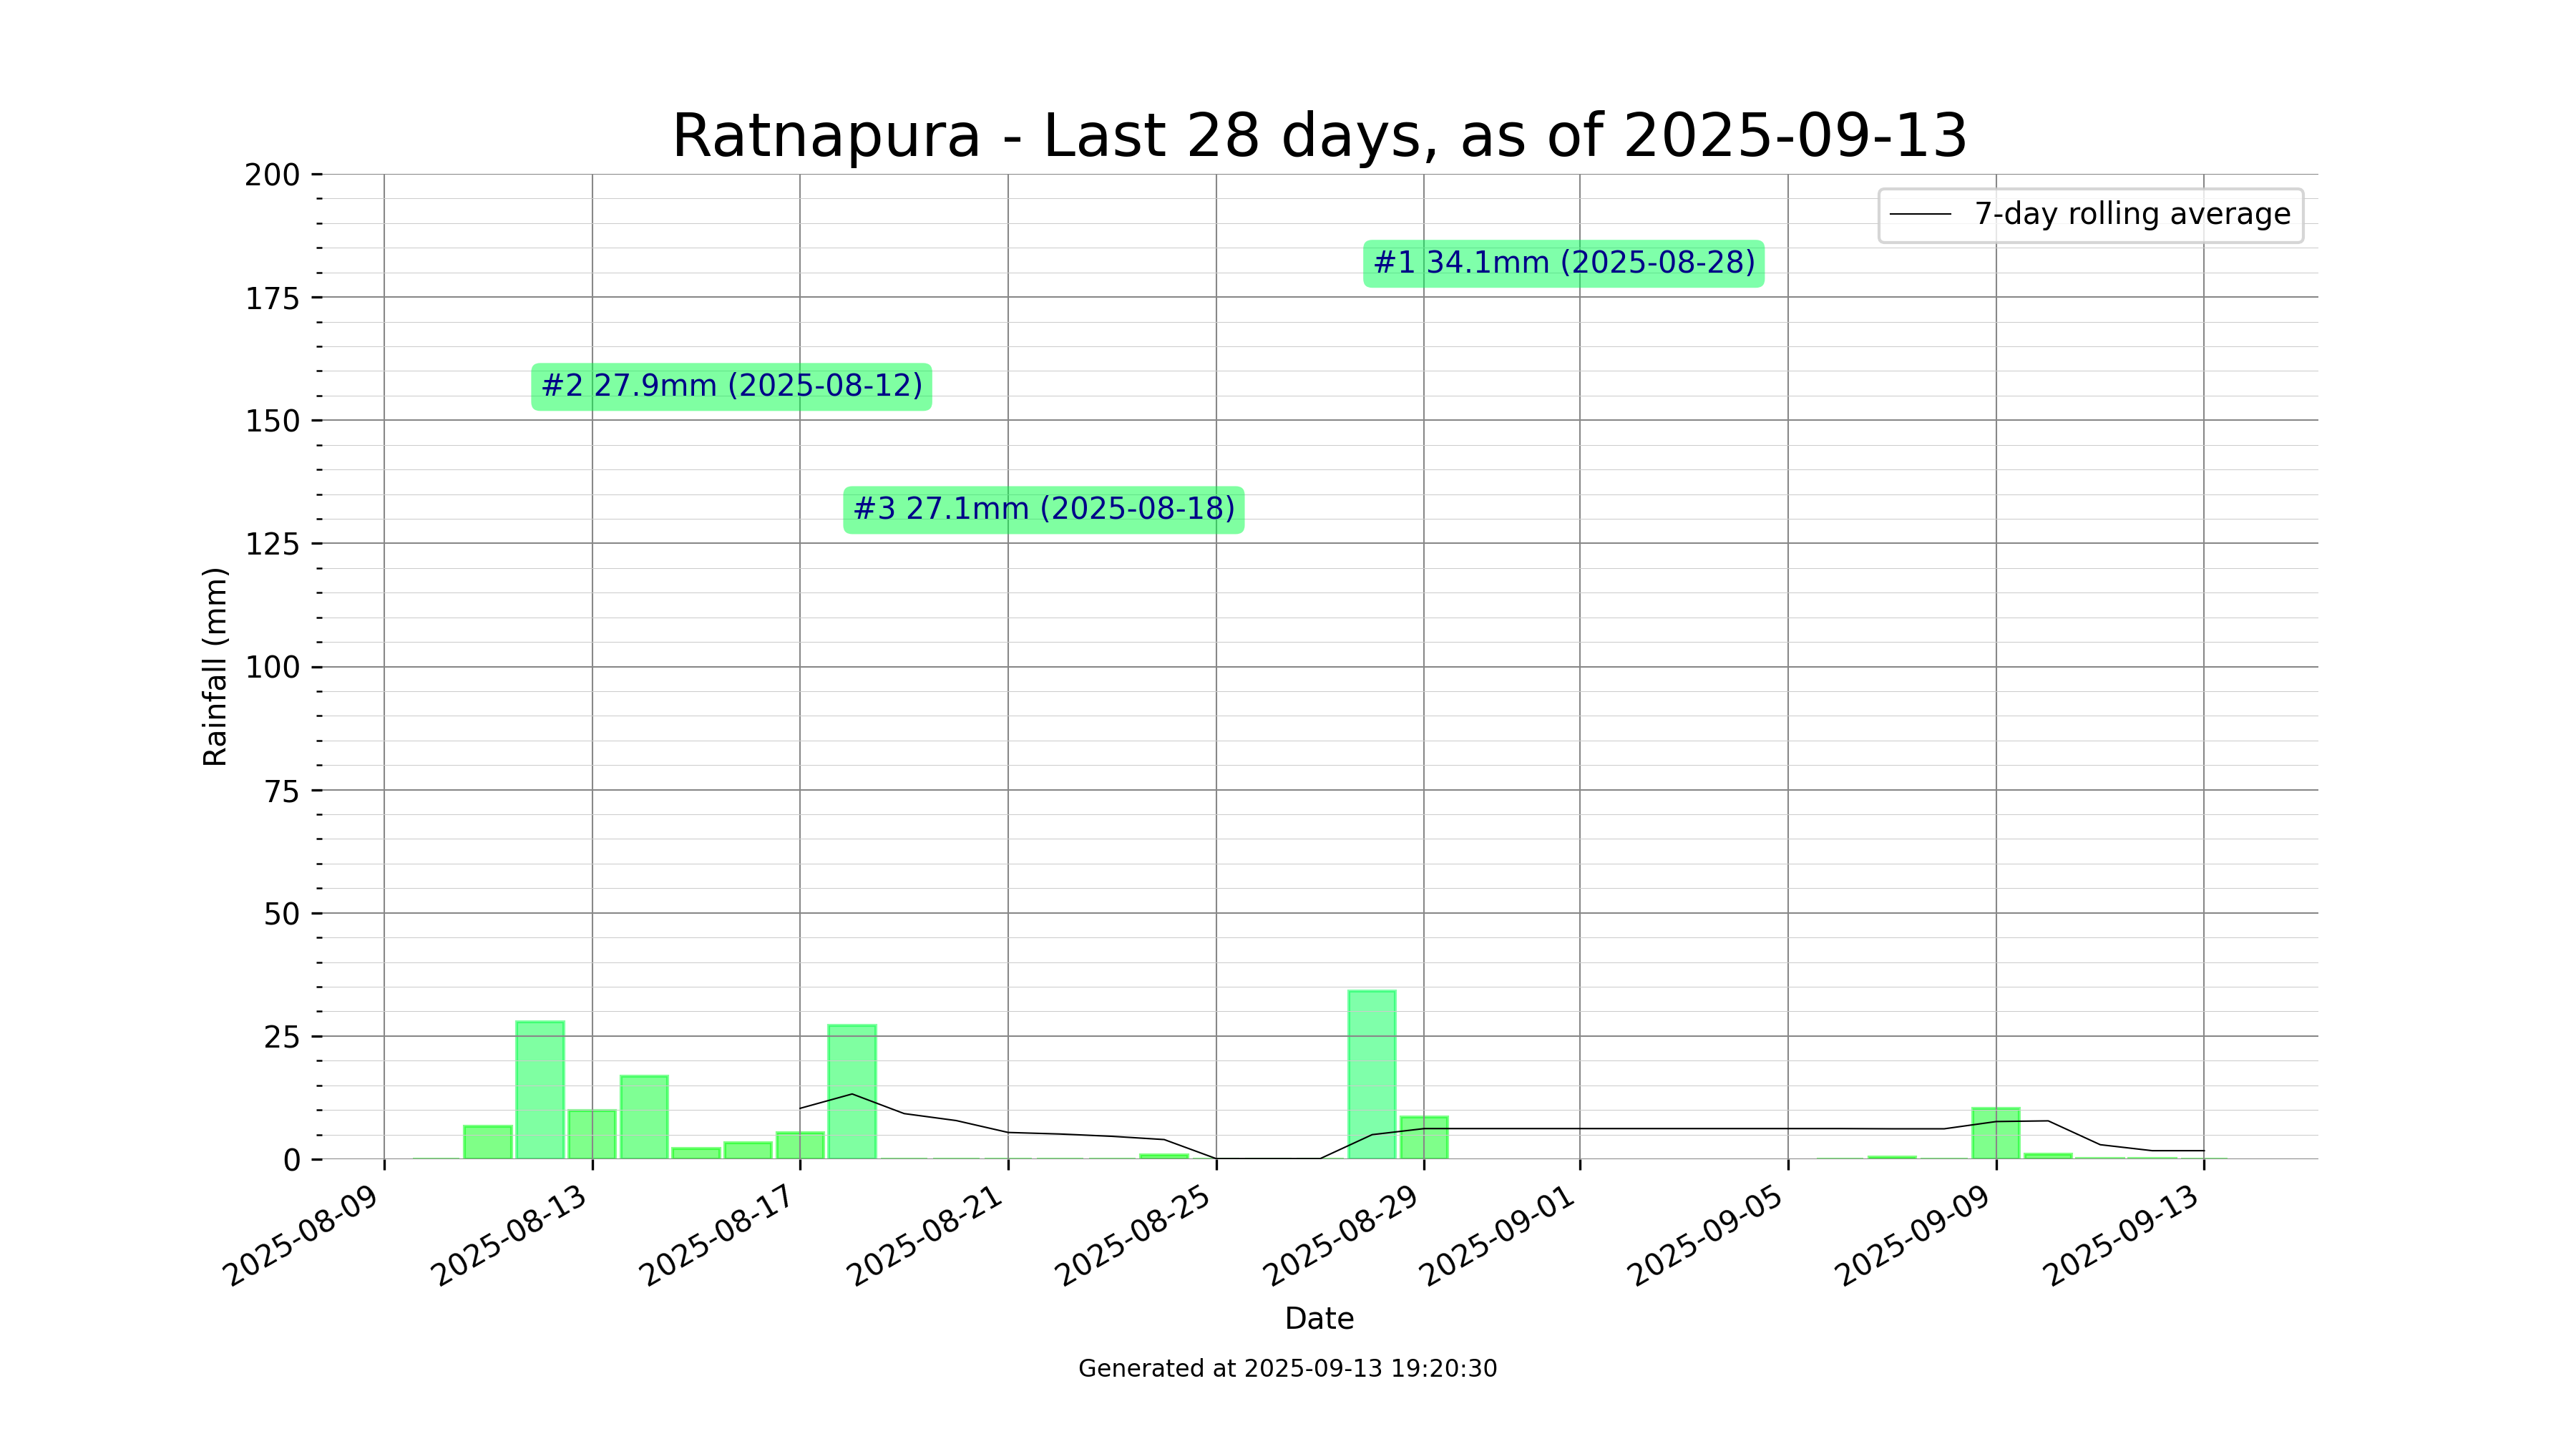 Ratnapura - Last 28 days, as of 2025-09-13
7-day rolling average
#1 34.1mm (2025-08-28)
#2 27.9mm (2025-08-12)
#3 27.1mm (2025-08-18)
Rainfall (mm)
200
175
150
125
100
75
50
25
0
2025-08-09
2025-08-13
2025-08-17
2025-08-21
2025-08-25
2025-08-29
2025-09-01
2025-09-05
2025-09-09
2025-09-13
Date
Generated at 2025-09-13 19:20:30